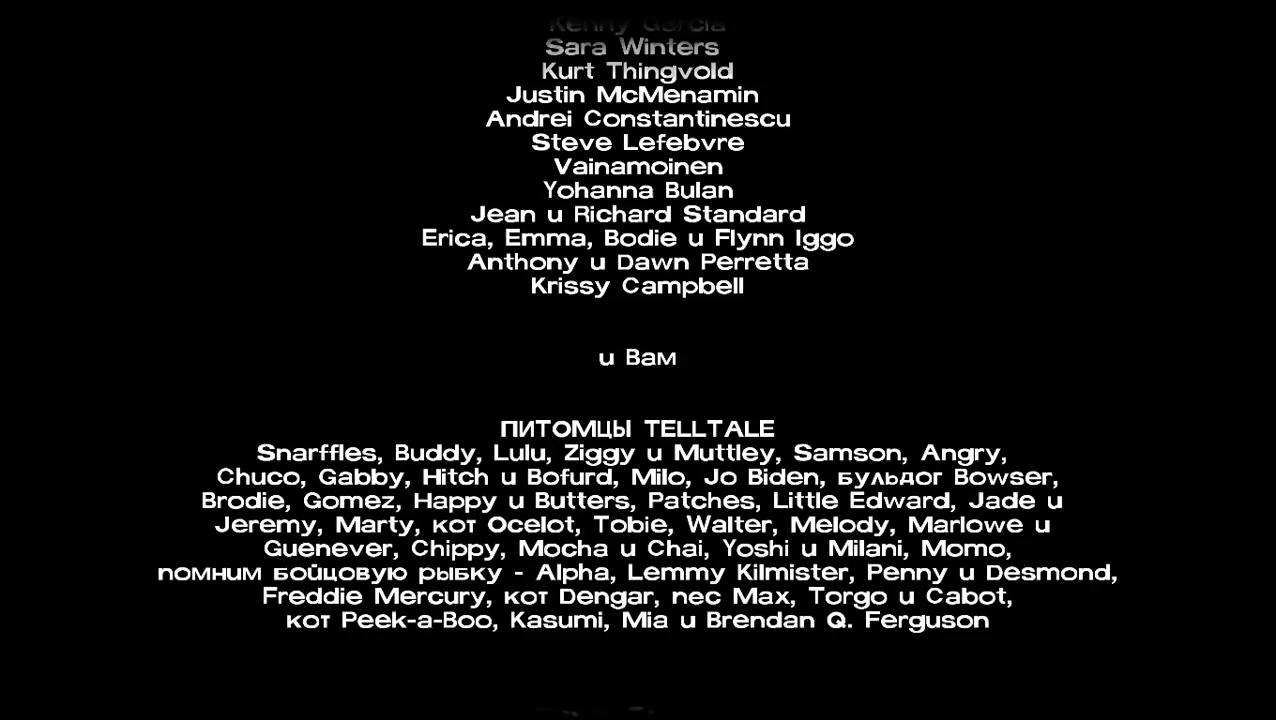 Kenny Garcia
Sara Winters
Kurt Thingvold
Justin McMenamin
Andrei Constantinescu
Steve Lefebvre
Vainamoinen
Yohanna Bulan
Jean и Richard Standard
Erica, Emma, Bodie и Flynn Iggo
Anthony и Dawn Perretta
Krissy Campbell
и Вам
ПИТОМЦЫ TELLTALE
Snarffles, Buddy, Lulu, Ziggy и Muttley, Samson, Angry,
Chuco, Gabby, Hitch и Bofurd, Milo, Jo Biden, бульдог Bowser,
Brodie, Gomez, Happy и Butters, Patches, Little Edward, Jade и
Jeremy, Marty, кот Ocelot, Tobie, Walter, Melody, Marlowe и
Guenever, Chippy, Mocha и Chai, Yoshi и Milani, Momo,
помним бойцовую рыбку - Alpha, Lemmy Kilmister, Penny и Desmond,
Freddie Mercury, кот Dengar, пес Max, Torgo и Cabot,
кот Peek-a-Boo, Kasumi, Mia и Brendan Q. Ferguson